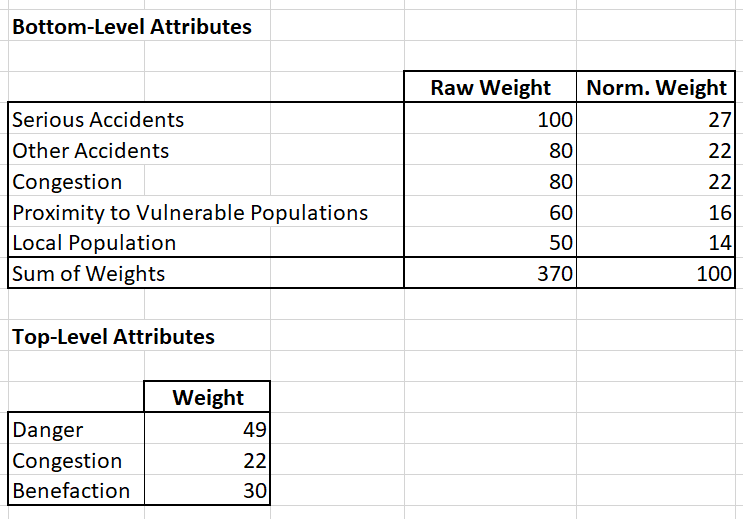 Bottom-Level Attributes
Raw Weight Norm. Weight
Serious Accidents 100 27
Other Accidents 80 22
Congestion 80 22
Proximity to Vulnerable Populations 60 16
Local Population 50 14
Sum of Weights 370 100
Top-Level Attributes
Weight
Danger 49
Congestion 22
Benefaction 30